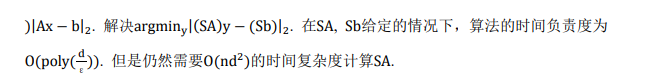 )|Ax − b|₂. 解决argminᵧ|(SA)y − (Sb)|₂. 在SA, Sb给定的情况下，算法的时间负责度为
O(poly(d/ε)). 但是仍然需要O(nd²)的时间复杂度计算SA.